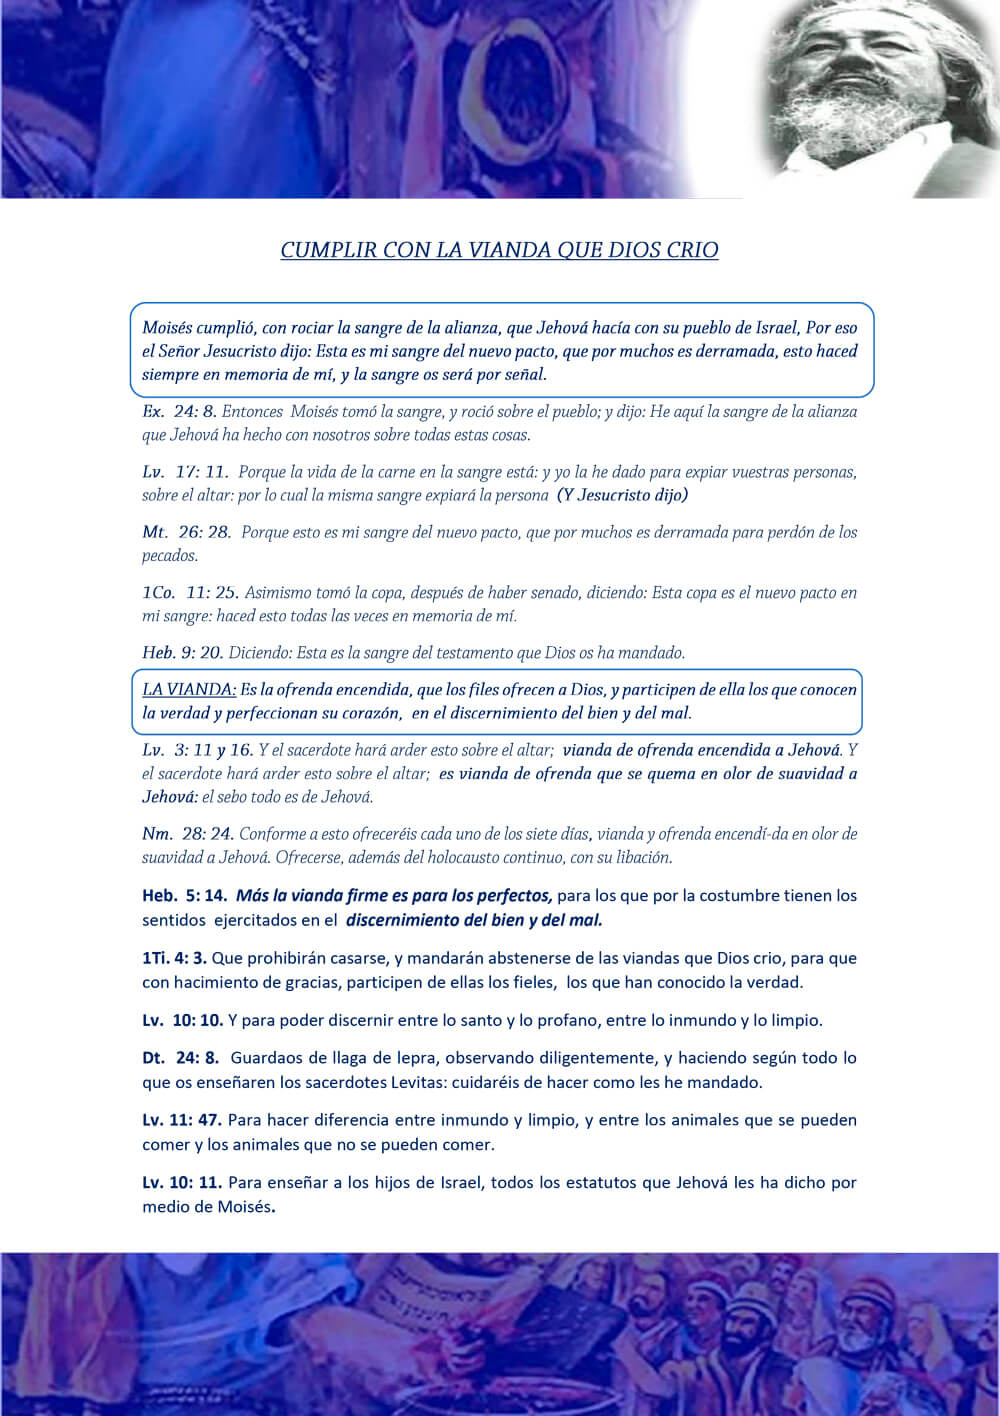 CUMPLIR CON LA VIANDA QUE DIOS CRIO
Moisés cumplió, con rociar la sangre de la alianza, que Jehová hacía con su pueblo de Israel, Por eso
el Señor Jesucristo dijo: Esta es mi sangre del nuevo pacto, que por muchos es derramada, esto haced
siempre en memoria de mí, y la sangre os será por señal.
Ex. 24: 8. Entonces Moisés tomó la sangre, y roció sobre el pueblo; y dijo: He aquí la sangre de la alianza
que Jehová ha hecho con nosotros sobre todas estas cosas.
Lv. 17: 11. Porque la vida de la carne en la sangre está: y yo la he dado para expiar vuestras personas,
sobre el altar: por lo cual la misma sangre expiará la persona (Y Jesucristo dijo)
Mt. 26: 28. Porque esto es mi sangre del nuevo pacto, que por muchos es derramada para perdón de los
pecados.
1Co. 11: 25. Asimismo tomó la copa, después de haber senado, diciendo: Esta copa es el nuevo pacto en
mi sangre: haced esto todas las veces en memoria de mí.
Heb. 9: 20. Diciendo: Esta es la sangre del testamento que Dios os ha mandado.
LA VIANDA: Es la ofrenda encendida, que los files ofrecen a Dios, y participen de ella los que conocen
la verdad y perfeccionan su corazón, en el discernimiento del bien y del mal.
Lv. 3: 11 y 16. Y el sacerdote hará arder esto sobre el altar; vianda de ofrenda encendida a Jehová. Y
el sacerdote hará arder esto sobre el altar; es vianda de ofrenda que se quema en olor de suavidad a
Jehová: el sebo todo es de Jehová.
Nm. 28: 24. Conforme a esto ofreceréis cada uno de los siete días, vianda y ofrenda encendí-da en olor de
suavidad a Jehová. Ofrecerse, además del holocausto continuo, con su libación.
Heb. 5: 14. Más la vianda firme es para los perfectos, para los que por la costumbre tienen los
sentidos ejercitados en el discernimiento del bien y del mal.
1Ti. 4: 3. Que prohibirán casarse, y mandarán abstenerse de las viandas que Dios crio, para que
con hacimiento de gracias, participen de ellas los fieles, los que han conocido la verdad.
Lv. 10: 10. Y para poder discernir entre lo santo y lo profano, entre lo inmundo y lo limpio.
Dt. 24: 8. Guardaos de llaga de lepra, observando diligentemente, y haciendo según todo lo
que os enseñaren los sacerdotes Levitas: cuidaréis de hacer como les he mandado.
Lv. 11: 47. Para hacer diferencia entre inmundo y limpio, y entre los animales que se pueden
comer y los animales que no se pueden comer.
Lv. 10: 11. Para enseñar a los hijos de Israel, todos los estatutos que Jehová les ha dicho por
medio de Moisés.